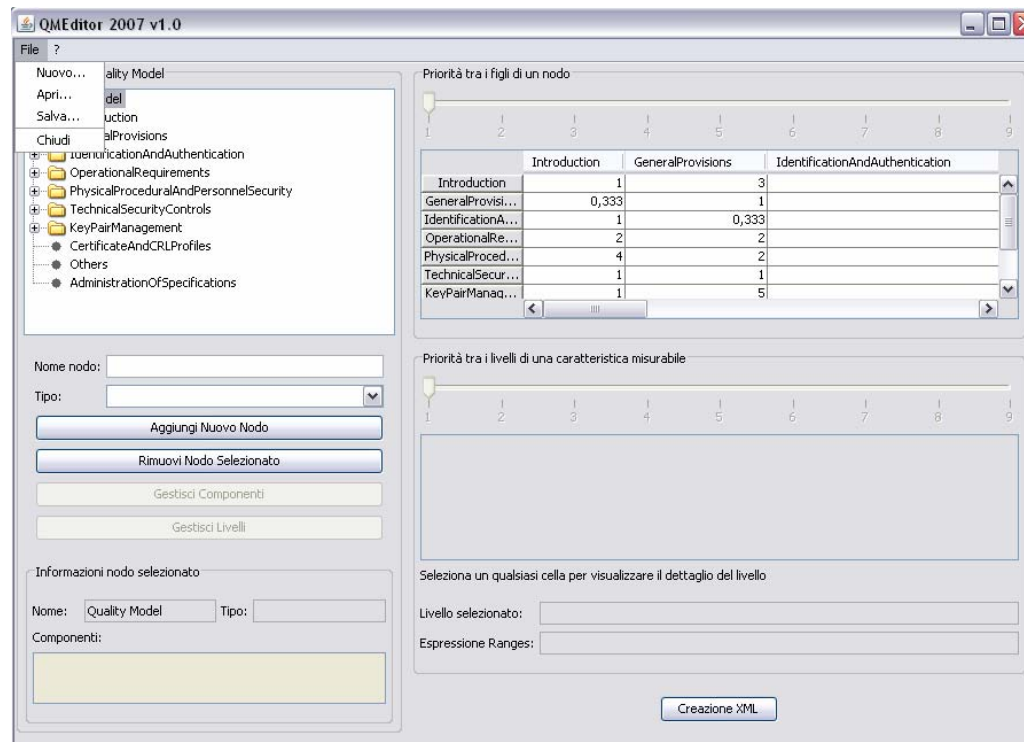 QMEditor 2007 v1.0
File ?
Nuovo...
Apri...
Salva...
Chiudi
ality Model
del
uction
alProvisions
IdentificationAndAuthentication
OperationalRequirements
PhysicalProceduralAndPersonnelSecurity
TechnicalSecurityControls
KeyPairManagement
CertificateAndCRLProfiles
Others
AdministrationOfSpecifications
Nome nodo:
Tipo:
Aggiungi Nuovo Nodo
Rimuovi Nodo Selezionato
Gestisci Componenti
Gestisci Livelli
Informazioni nodo selezionato
Nome: Quality Model Tipo:
Componenti:
Priorità tra i figli di un nodo
1 2 3 4 5 6 7 8 9
Introduction GeneralProvisions IdentificationAndAuthentication
Introduction 1 3
GeneralProvisi... 0,333 1
IdentificationA... 1 0,333
OperationalRe... 2 2
PhysicalProced... 4 2
TechnicalSecur... 1 1
KeyPairManag... 1 5
Priorità tra i livelli di una caratteristica misurabile
1 2 3 4 5 6 7 8 9
Seleziona un qualsiasi cella per visualizzare il dettaglio del livello
Livello selezionato:
Espressione Ranges:
Creazione XML